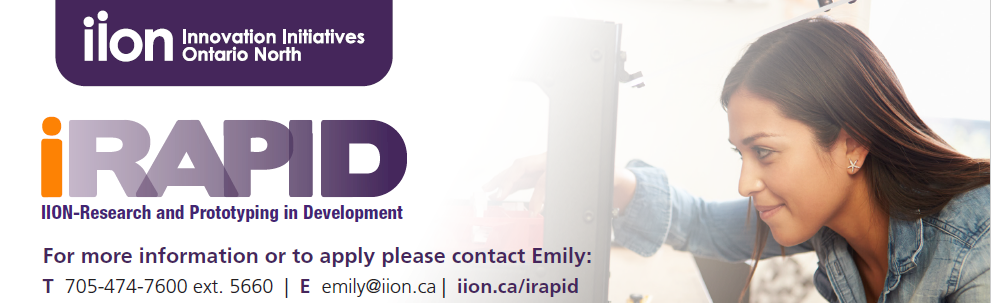 iion Innovation Initiatives
Ontario North
iRAPID
IION-Research and Prototyping in Development
For more information or to apply please contact Emily:
T 705-474-7600 ext. 5660 | E emily@iion.ca | iion.ca/irapid